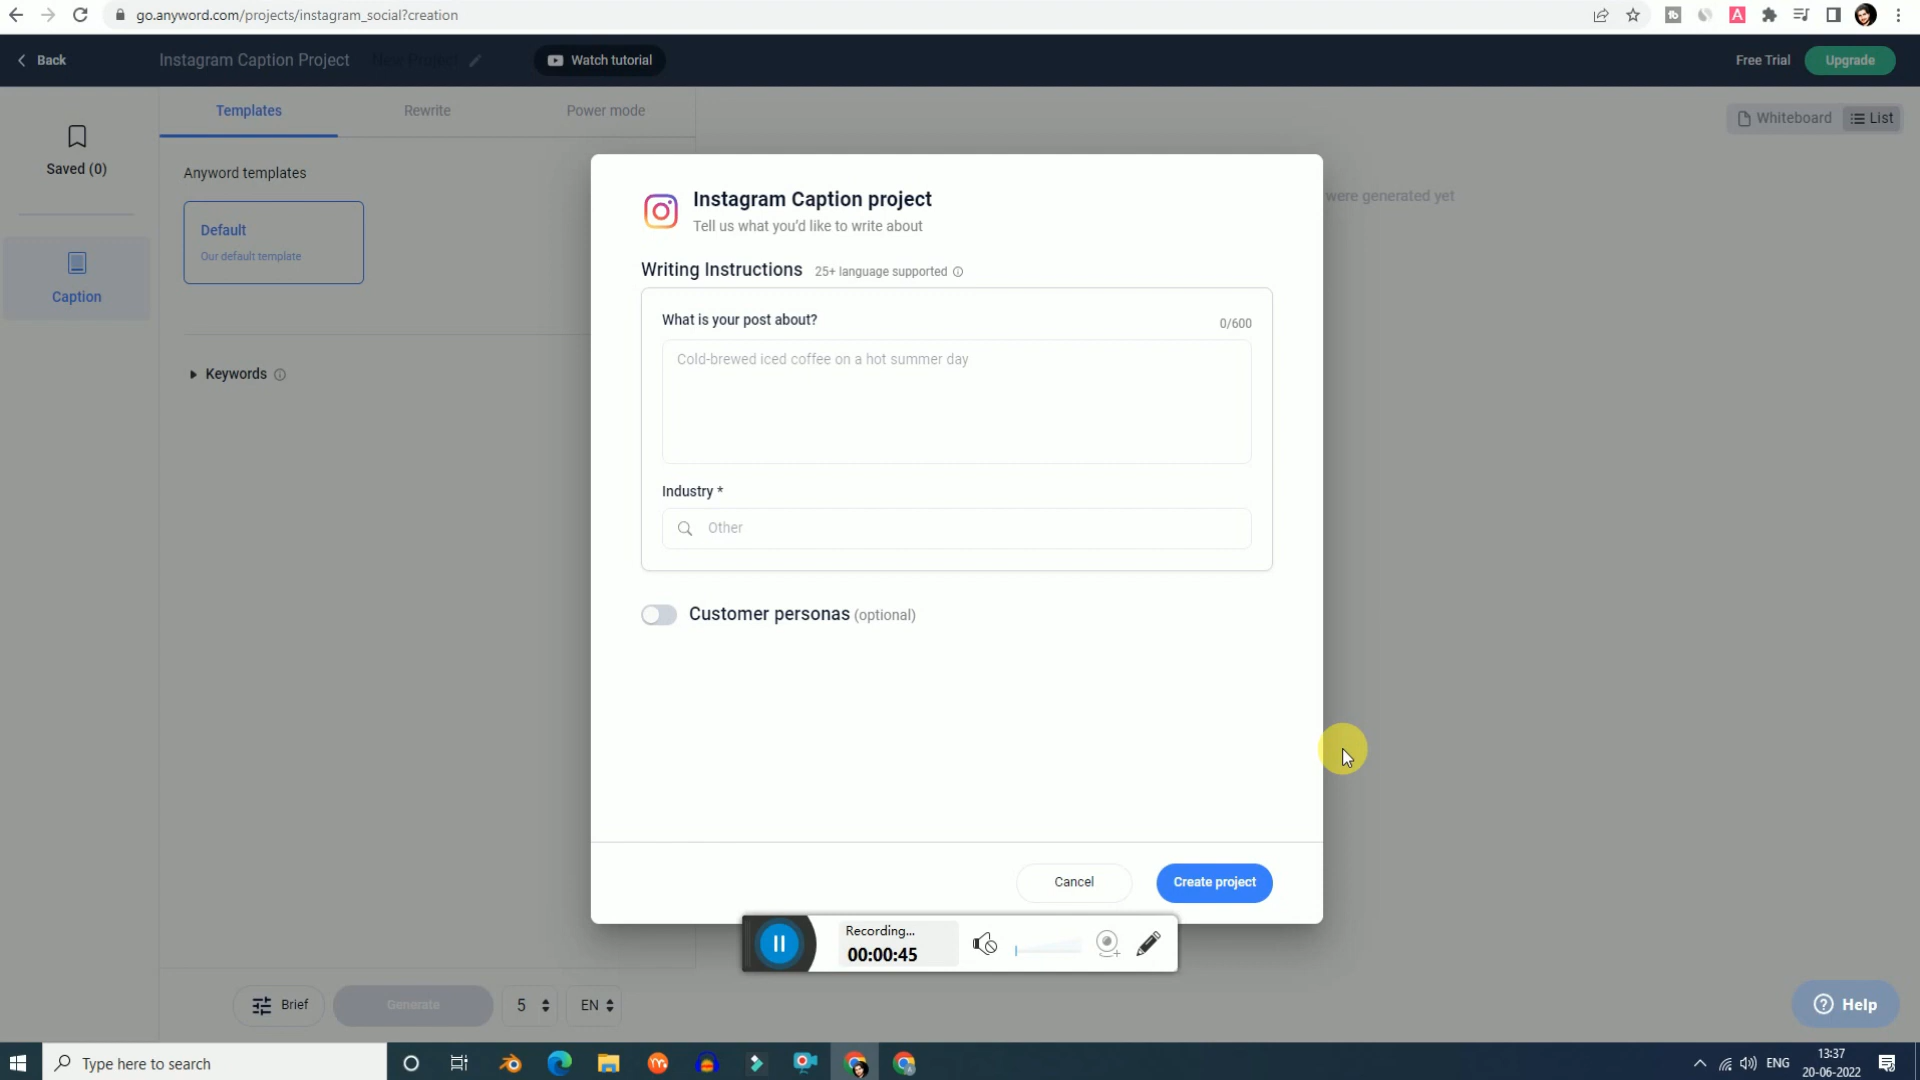 go.anyword.com/projects/instagram_social?creation
Back
Instagram Caption Project
New Project
Watch tutorial
Free Trial
Upgrade
Templates
Rewrite
Power mode
Whiteboard
List
Saved (0)
Anyword templates
were generated yet
Default
Our default template
Caption
Keywords
Instagram Caption project
Tell us what you'd like to write about
Writing Instructions 25+ language supported
What is your post about?
0/600
Cold-brewed iced coffee on a hot summer day
Industry *
Other
Customer personas (optional)
Cancel
Create project
Recording...
00:00:45
Brief
Generate
5
EN
Help
Type here to search
ENG
13:37
20-06-2022